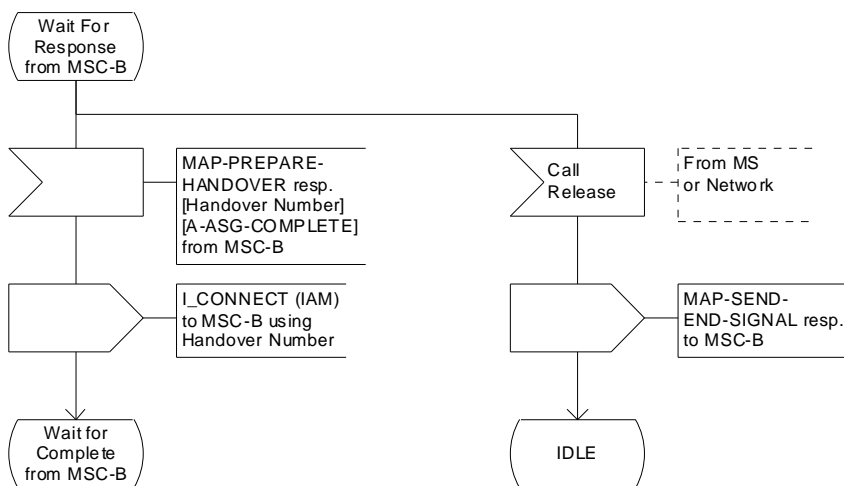 Wait For
Response
from MSC-B
MAP-PREPARE-
HANDOVER resp.
[Handover Number]
[A-ASG-COMPLETE]
from MSC-B
Call
Release
From MS
or Network
I_CONNECT (IAM)
to MSC-B using
Handover Number
MAP-SEND-
END-SIGNAL resp.
to MSC-B
Wait for
Complete
from MSC-B
IDLE